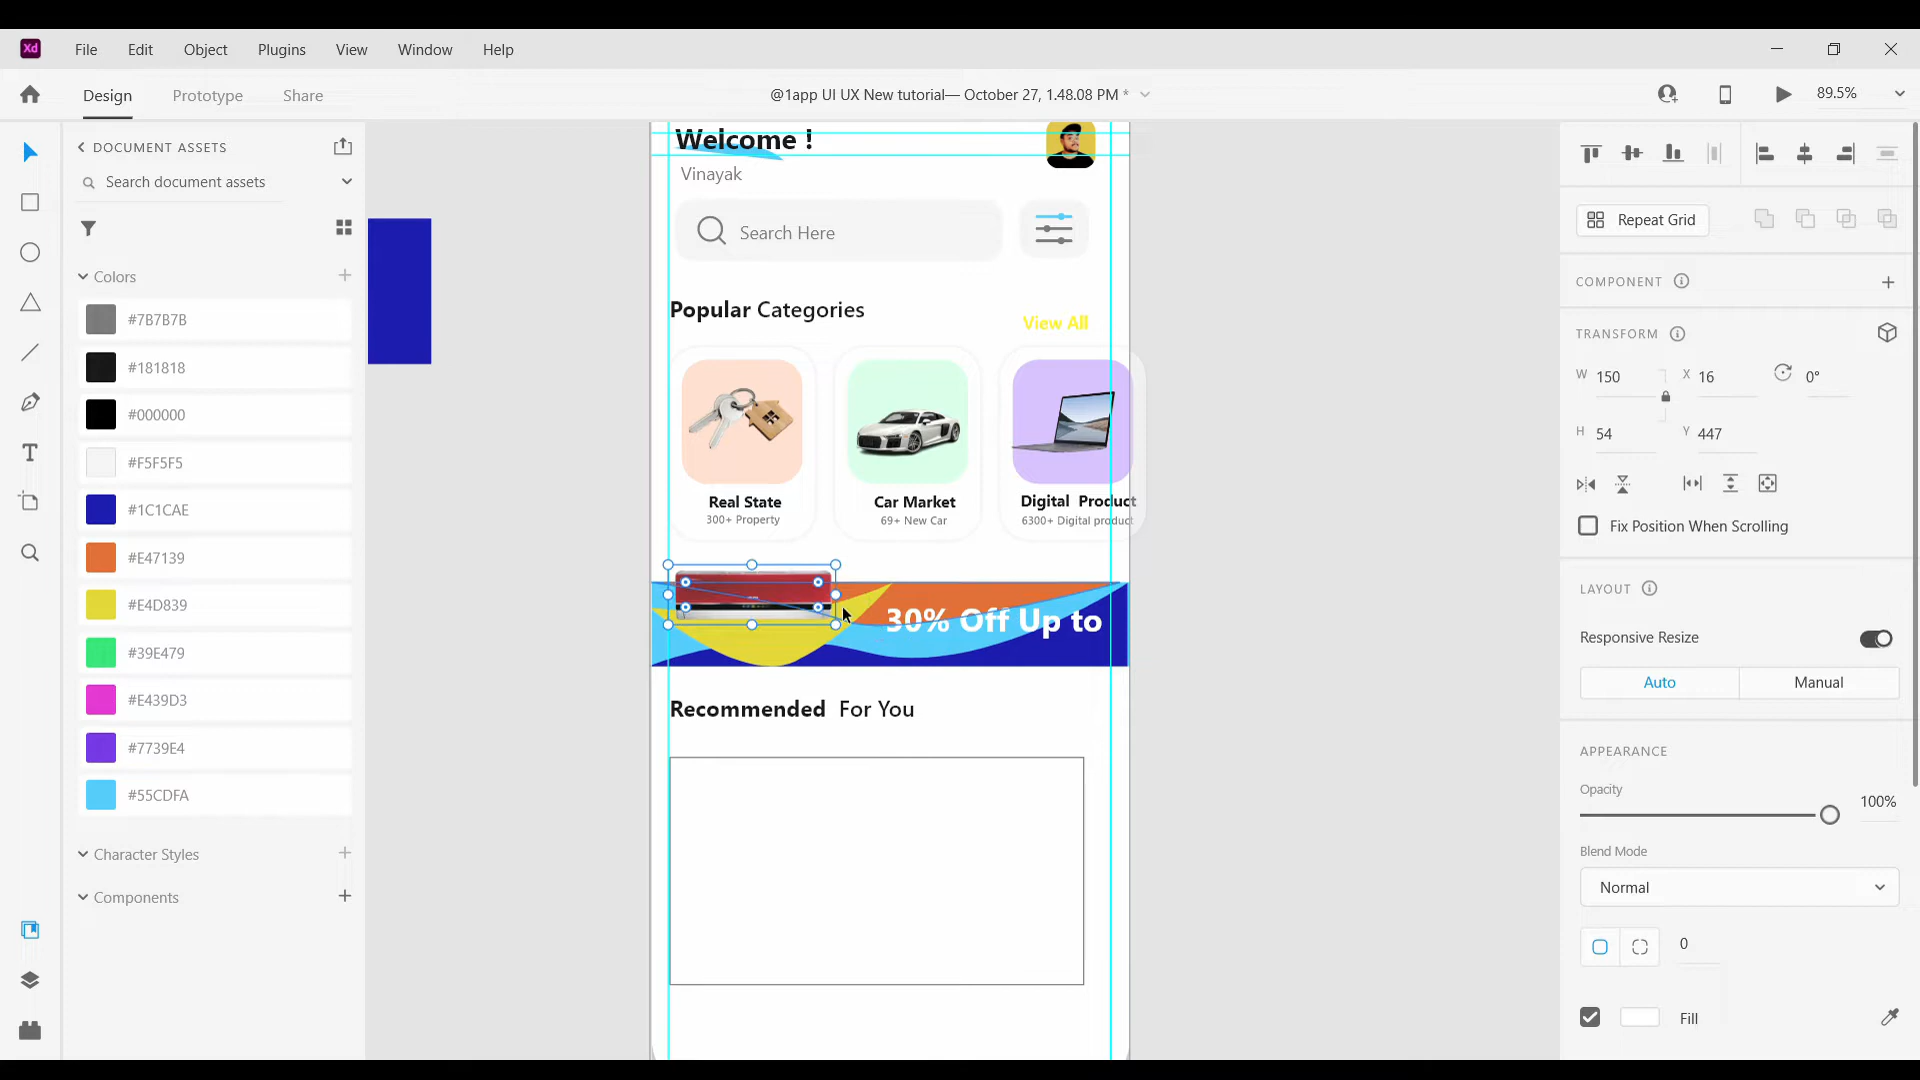 Xd File Edit Object Plugins View Window Help
Design Prototype Share @1app UI UX New tutorial— October 27, 1.48.08 PM * 89.5%
DOCUMENT ASSETS
Search document assets
Colors
#7B7B7B
#181818
#000000
#F5F5F5
#1C1CAE
#E47139
#E4D839
#39E479
#E439D3
#7739E4
#55CDFA
Character Styles
Components
Welcome !
Vinayak
Search Here
Popular Categories
View All
Real State
300+ Property
Car Market
69+ New Car
Digital Product
6300+ Digital product
30% Off Up to
Recommended For You
Repeat Grid
COMPONENT
TRANSFORM
W 150 X 16 0°
H 54 Y 447
Fix Position When Scrolling
LAYOUT
Responsive Resize
Auto Manual
APPEARANCE
Opacity
100%
Blend Mode
Normal
0
Fill